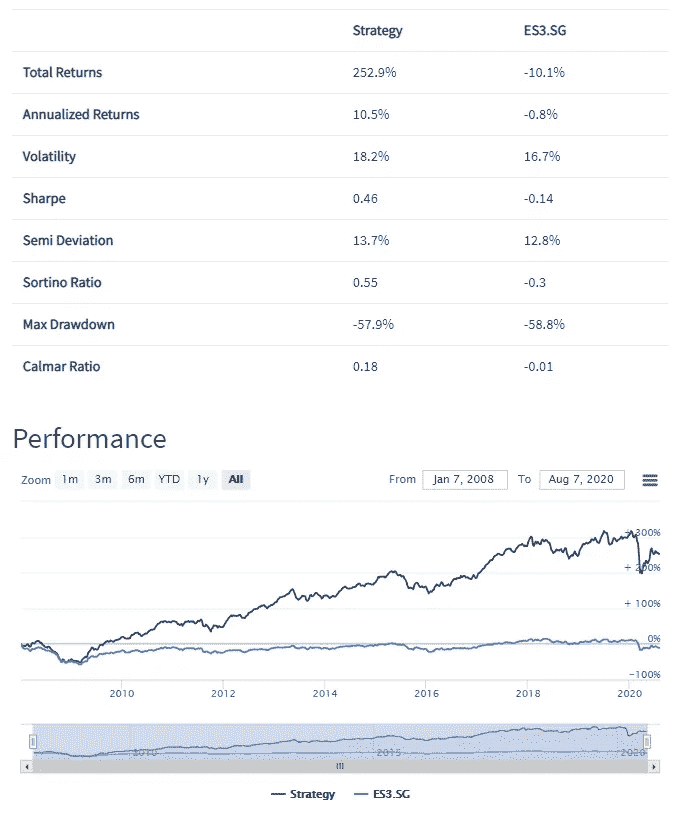 Strategy ES3.SG
Total Returns 252.9% -10.1%
Annualized Returns 10.5% -0.8%
Volatility 18.2% 16.7%
Sharpe 0.46 -0.14
Semi Deviation 13.7% 12.8%
Sortino Ratio 0.55 -0.3
Max Drawdown -57.9% -58.8%
Calmar Ratio 0.18 -0.01
Performance
Zoom 1m 3m 6m YTD 1y All From Jan 7, 2008 To Aug 7, 2020
+ 300%
+ 200%
+ 100%
0%
-100%
2010 2012 2014 2016 2018 2020
2010 2015 2020
Strategy ES3.SG